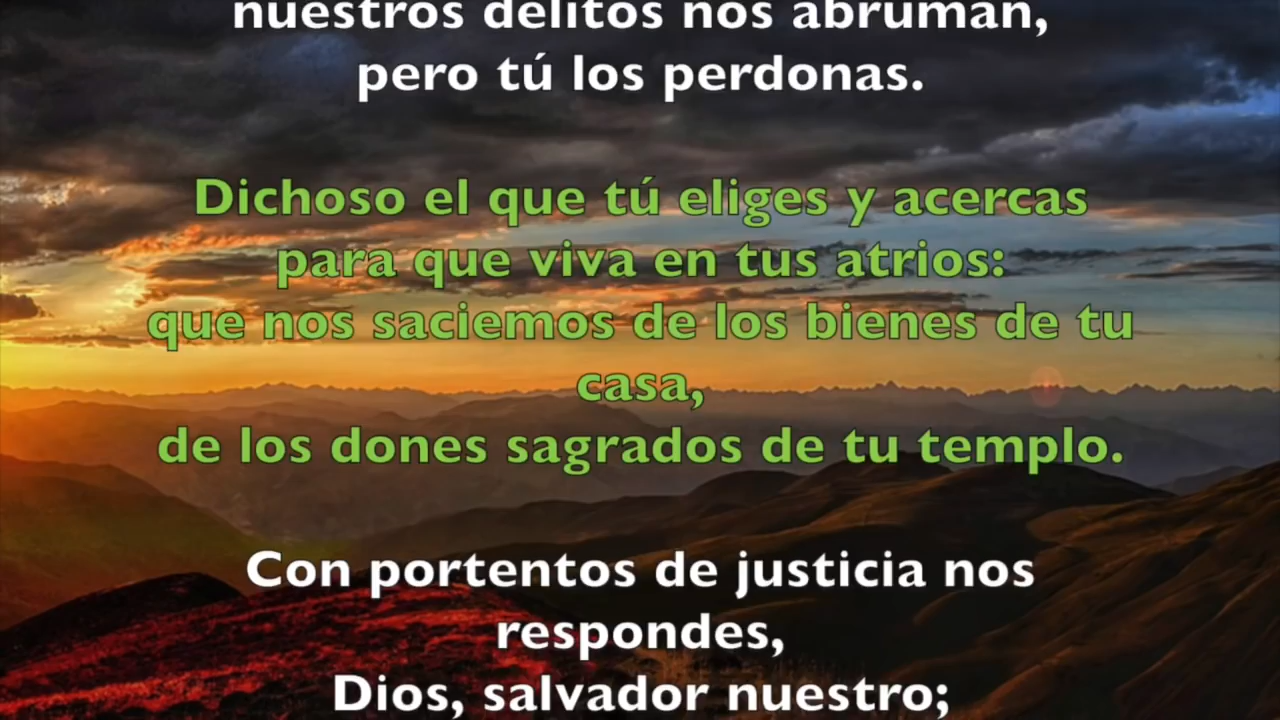 nuestros delitos nos abruman,
pero tú los perdonas.
Dichoso el que tú eliges y acercas
para que viva en tus atrios:
que nos saciemos de los bienes de tu
casa,
de los dones sagrados de tu templo.
Con portentos de justicia nos
respondes,
Dios, salvador nuestro;